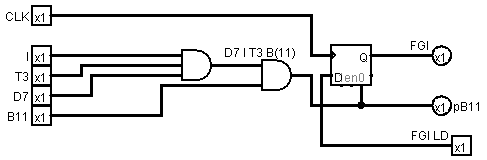 CLK x1
FGI
D7 I T3 B(11)
Q
x1
I x1
T3 x1
D7 x1
D en0
B11 x1
x1 pB11
FGI LD
x1